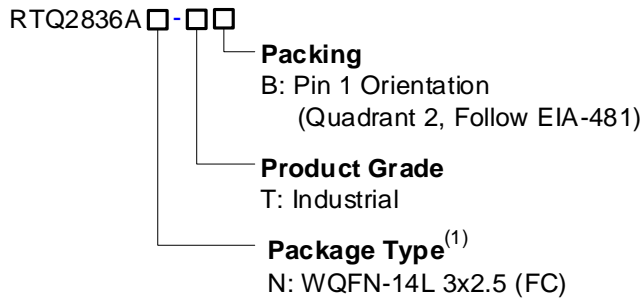 RTQ2836A□-□□
Packing
B: Pin 1 Orientation
(Quadrant 2, Follow EIA-481)
Product Grade
T: Industrial
Package Type(1)
N: WQFN-14L 3x2.5 (FC)